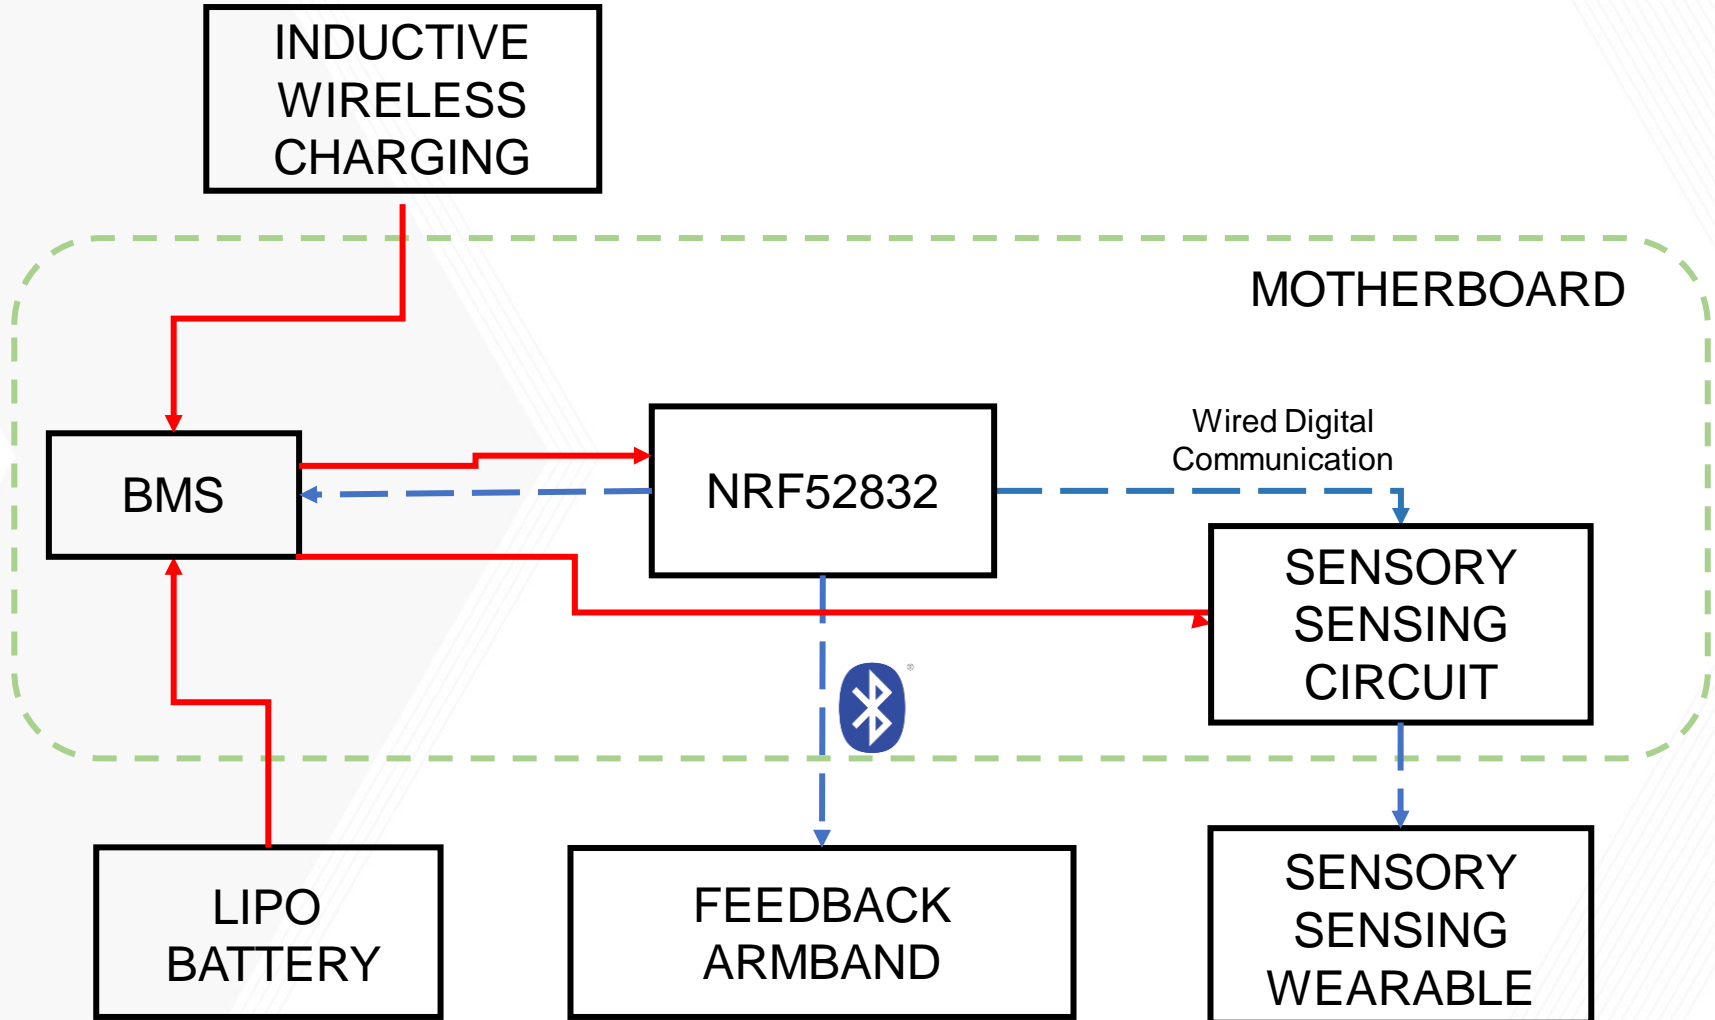 INDUCTIVE
WIRELESS
CHARGING
MOTHERBOARD
Wired Digital
Communication
BMS
NRF52832
SENSORY
SENSING
CIRCUIT
®
LIPO
BATTERY
FEEDBACK
ARMBAND
SENSORY
SENSING
WEARABLE